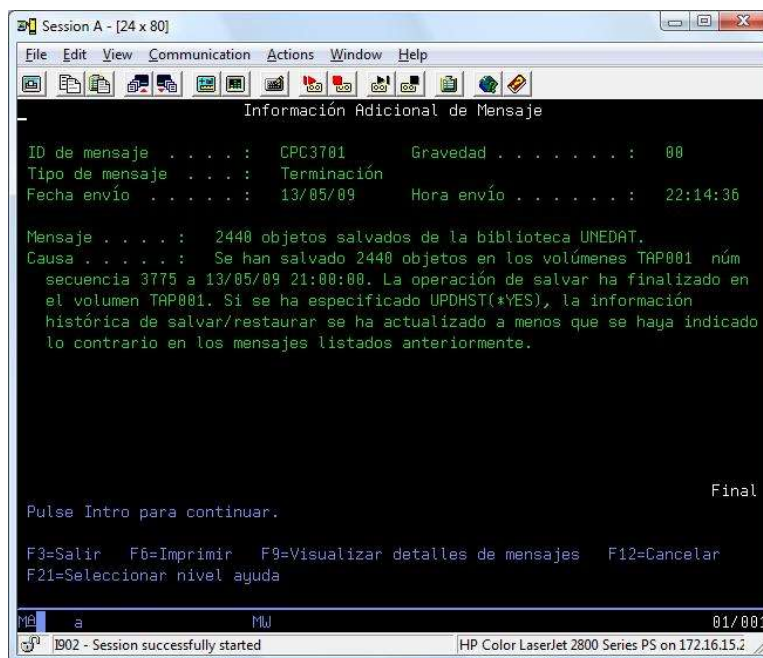 Session A - [24 x 80]
File Edit View Communication Actions Window Help
Información Adicional de Mensaje
ID de mensaje . . . . : CPC3701 Gravedad . . . . . . . : 00
Tipo de mensaje . . . : Terminación
Fecha envío . . . . . : 13/05/09 Hora envío . . . . . . : 22:14:36
Mensaje . . . . : 2440 objetos salvados de la biblioteca UNEDAT.
Causa . . . . . : Se han salvado 2440 objetos en los volúmenes TAP001 núm
secuencia 3775 a 13/05/09 21:00:00. La operación de salvar ha finalizado en
el volumen TAP001. Si se ha especificado UPDHST(*YES), la información
histórica de salvar/restaurar se ha actualizado a menos que se haya indicado
lo contrario en los mensajes listados anteriormente.
Final
Pulse Intro para continuar.
F3=Salir F6=Imprimir F9=Visualizar detalles de mensajes F12=Cancelar
F21=Seleccionar nivel ayuda
MA a MW 01/001
I902 - Session successfully started HP Color LaserJet 2800 Series PS on 172.16.15.2